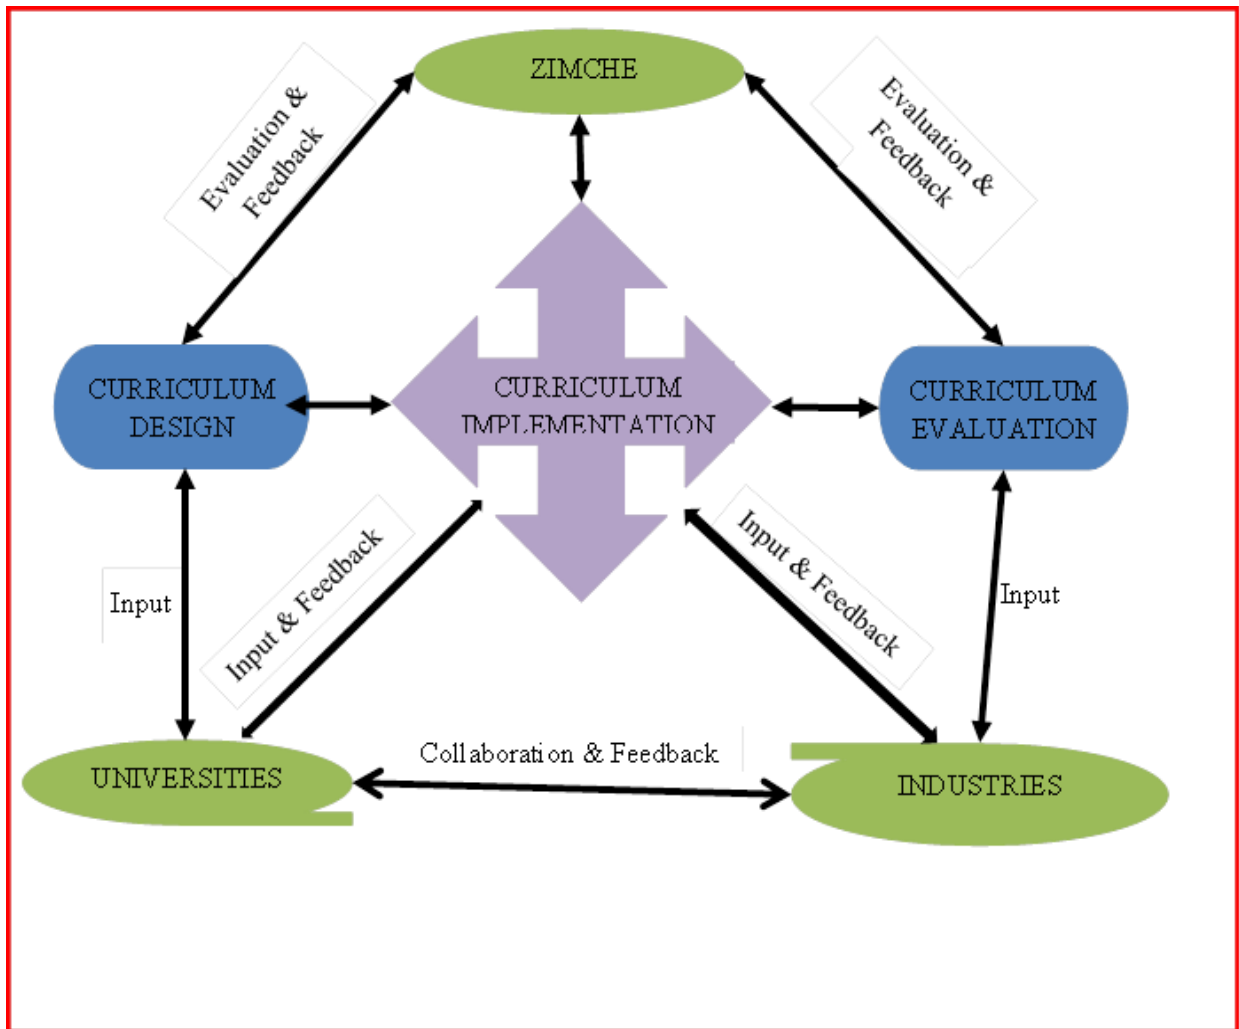 ZIMCHE
Evaluation &
Feedback
Evaluation &
Feedback
CURRICULUM
DESIGN
CURRICULUM
IMPLEMENTATION
CURRICULUM
EVALUATION
Input
Input & Feedback
Input & Feedback
Input
UNIVERSITIES
Collaboration & Feedback
INDUSTRIES